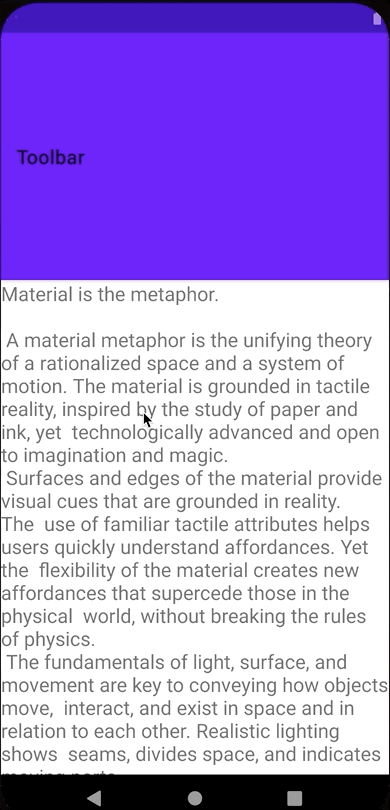 Toolbar
Material is the metaphor.
A material metaphor is the unifying theory
of a rationalized space and a system of
motion. The material is grounded in tactile
reality, inspired by the study of paper and
ink, yet  technologically advanced and open
to imagination and magic.
Surfaces and edges of the material provide
visual cues that are grounded in reality.
The  use of familiar tactile attributes helps
users quickly understand affordances. Yet
the  flexibility of the material creates new
affordances that supercede those in the
physical  world, without breaking the rules
of physics.
The fundamentals of light, surface, and
movement are key to conveying how objects
move,  interact, and exist in space and in
relation to each other. Realistic lighting
shows  seams, divides space, and indicates